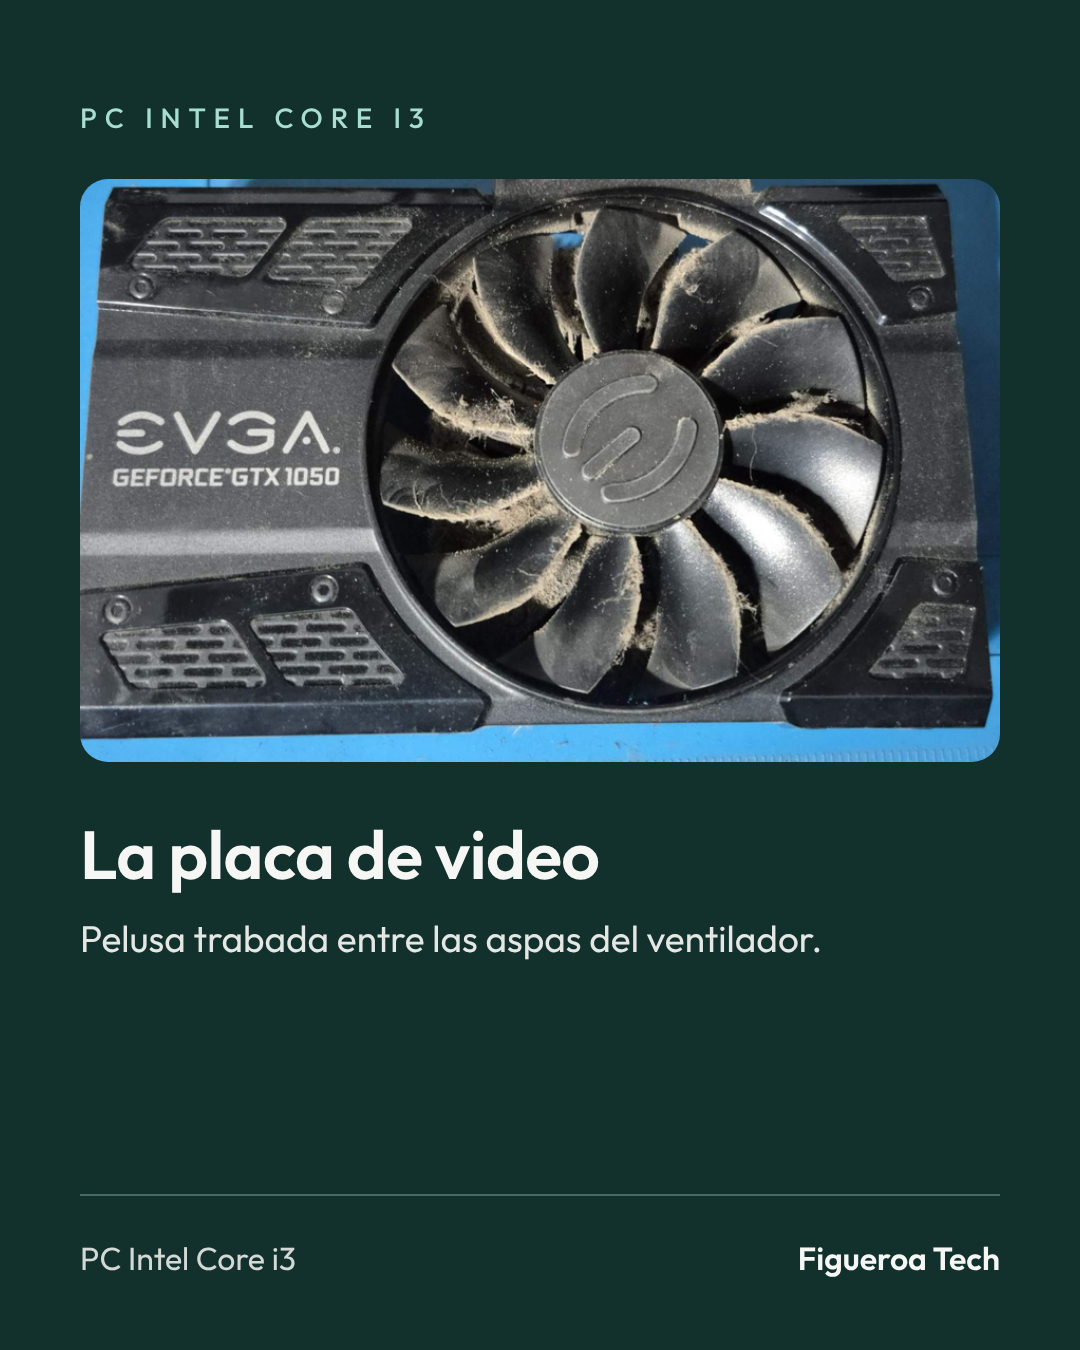 PC INTEL CORE I3
EVGA.
GEFORCE® GTX 1050
La placa de video
Pelusa trabada entre las aspas del ventilador.
PC Intel Core i3
Figueroa Tech